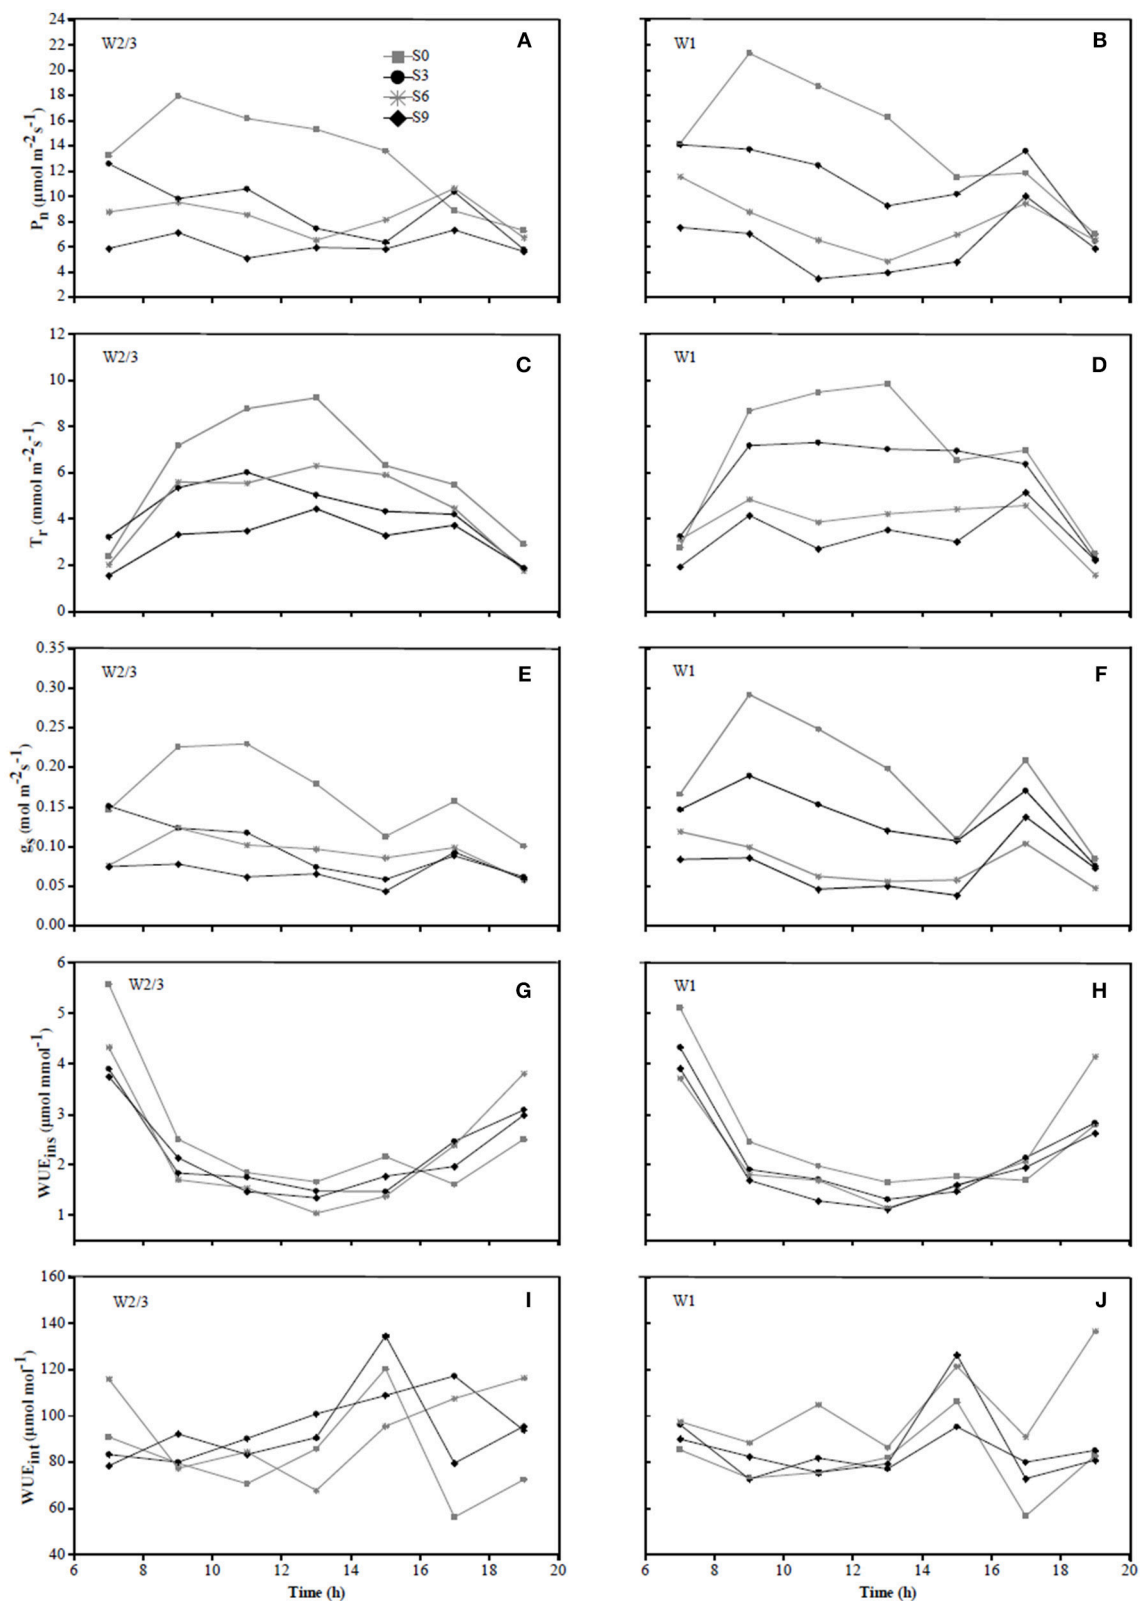 24
22
20
18
16
14
12
10
8
6
4
2
Pn (μmol m-2s-1)
W2/3
A
S0
S3
S6
S9
W1
B
12
10
8
6
4
2
0
Tr (mmol m-2s-1)
W2/3
C
W1
D
0.35
0.30
0.25
0.20
0.15
0.10
0.05
0.00
gs (mol m-2s-1)
W2/3
E
W1
F
6
5
4
3
2
1
WUEins (μmol mmol-1)
W2/3
G
W1
H
160
140
120
100
80
60
40
WUEint (μmol mol-1)
W2/3
I
W1
J
6 8 10 12 14 16 18 20
Time (h)
6 8 10 12 14 16 18 20
Time (h)